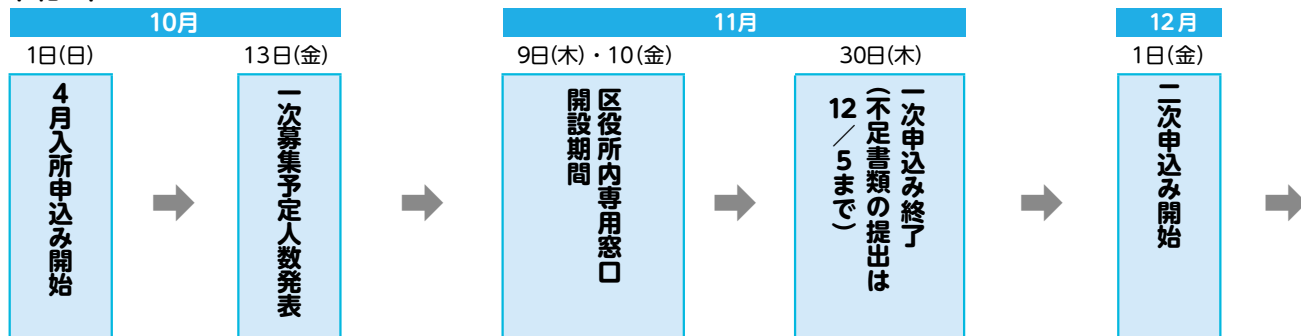 10月
1日(日)
4月入所申込み開始
13日(金)
一次募集予定人数発表
11月
9日(木)・10(金)
区役所内専用窓口
開設期間
30日(木)
一次申込み終了
（不足書類の提出は
12／5まで）
12月
1日(金)
二次申込み開始